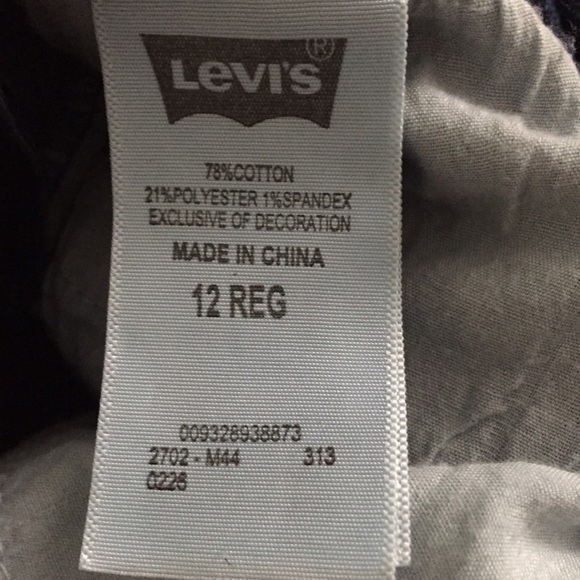 LEVI'S ®
78%COTTON
21%POLYESTER 1%SPANDEX
EXCLUSIVE OF DECORATION
MADE IN CHINA
12 REG
009328938873
2702 - M44 313
0226